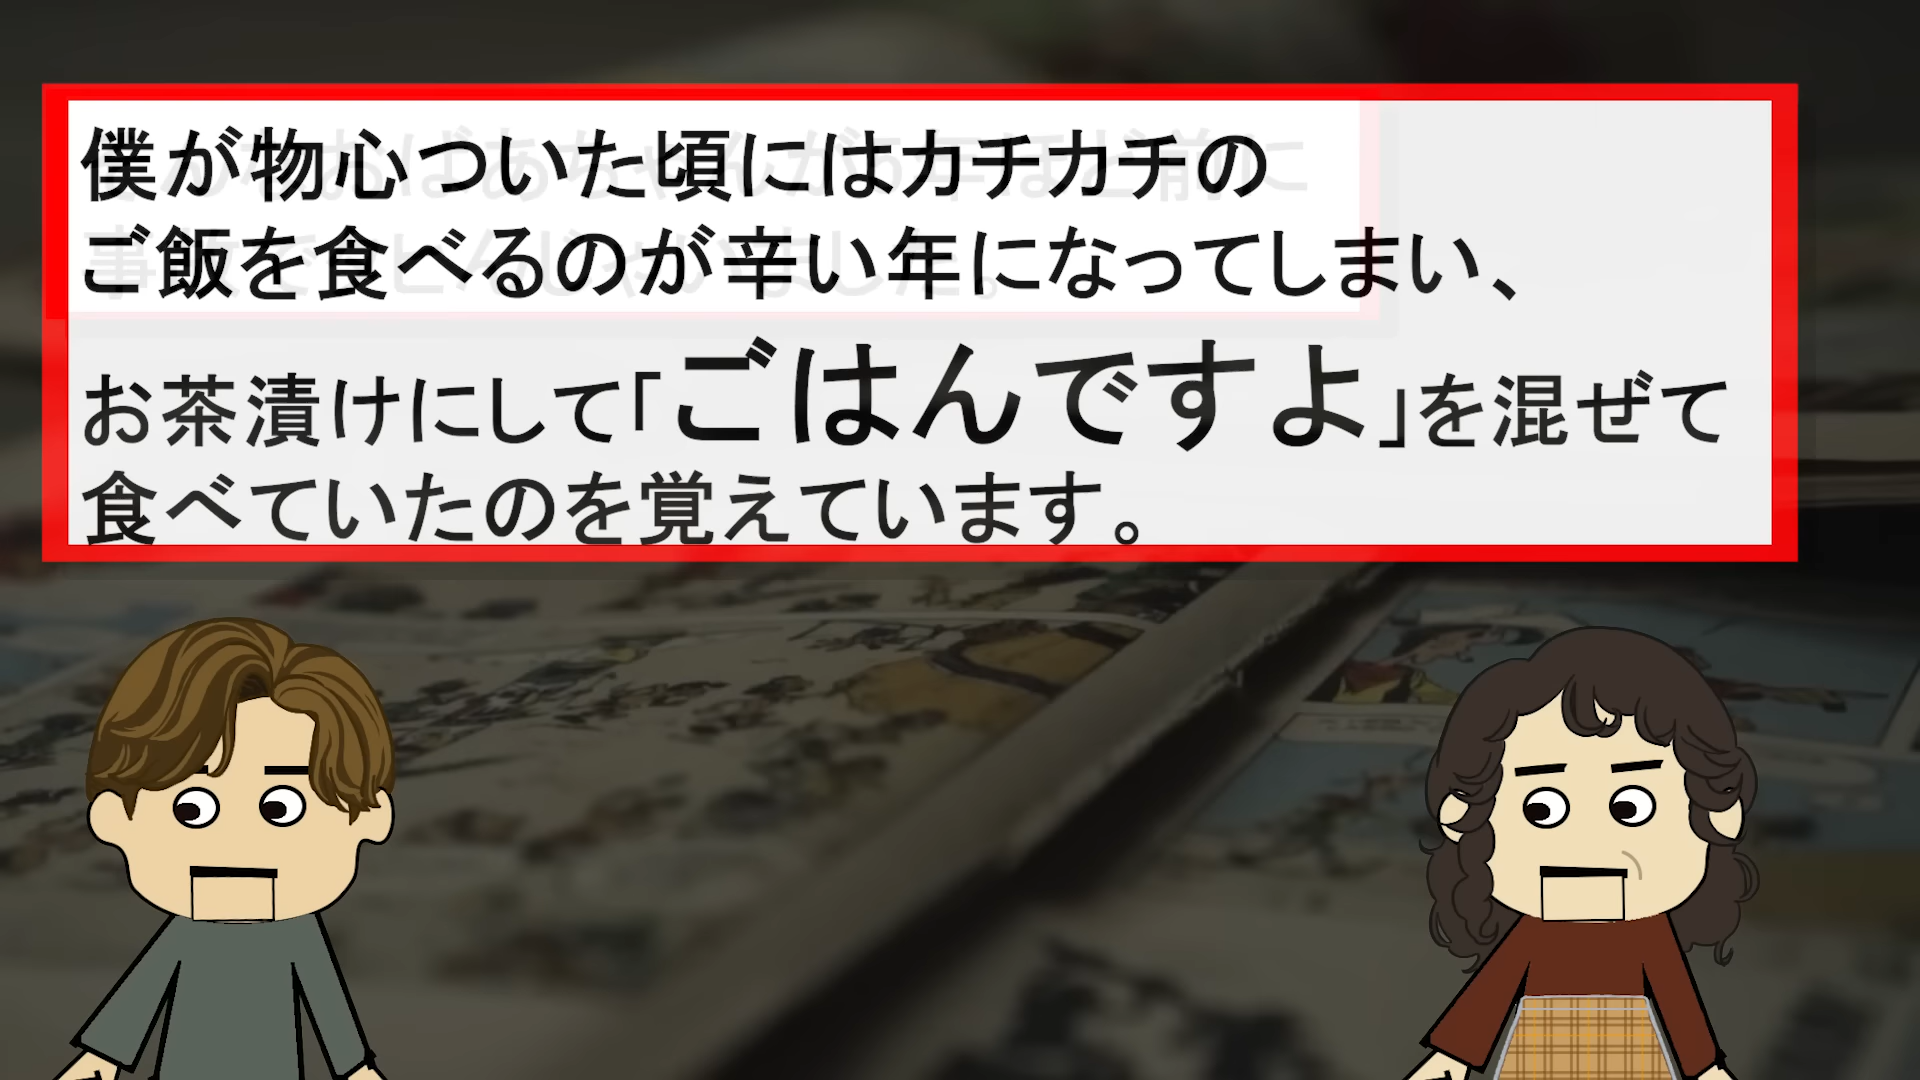 僕が物心ついた頃にはカチカチの
ご飯を食べるのが辛い年になってしまい、
お茶漬けにして「ごはんですよ」を混ぜて
食べていたのを覚えています。